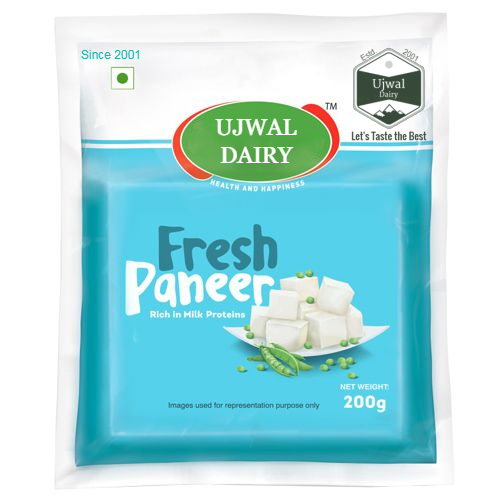 Since 2001
Estd 2001
Ujwal
Dairy
Let's Taste the Best
UJWAL
DAIRY
TM
HEALTH AND HAPPINESS
Fresh
Paneer
Rich in Milk Proteins
NET WEIGHT:
200g
Images used for representation purpose only